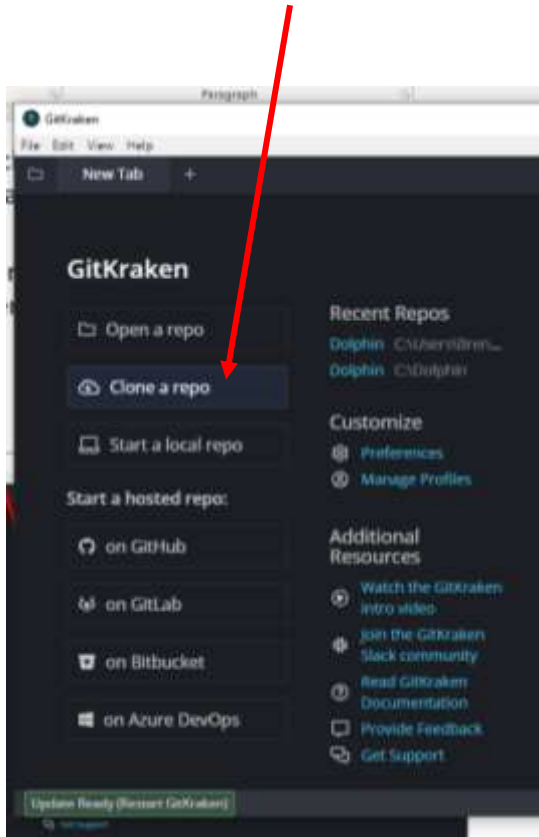 Paragraph
GitKraken
File Edit View Help
New Tab +
GitKraken
Open a repo
Clone a repo
Start a local repo
Start a hosted repo:
on GitHub
on GitLab
on Bitbucket
on Azure DevOps
Recent Repos
Dolphin
Dolphin C:\Dolphin
Customize
Preferences
Manage Profiles
Additional
Resources
Watch the GitKraken
intro video
Join the GitKraken
Slack community
Read GitKraken
Documentation
Provide Feedback
Get Support
Update Ready (Restart GitKraken)
Get Support